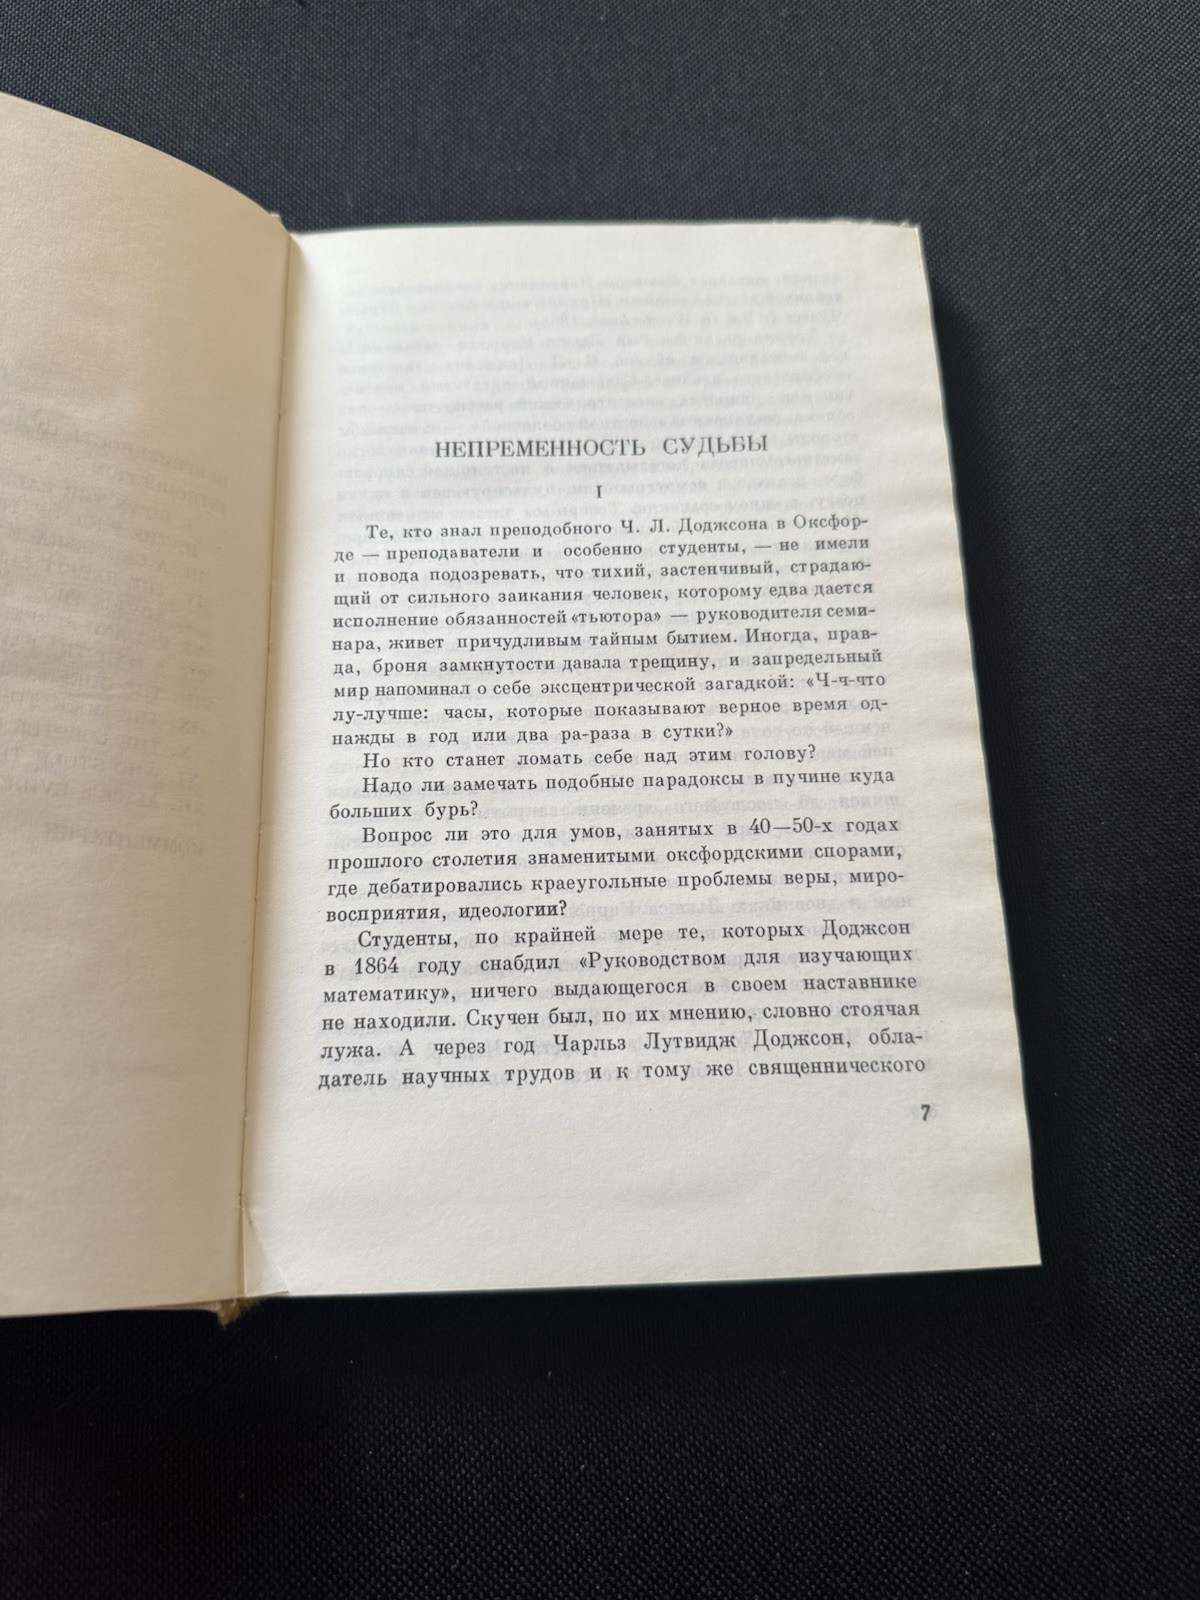 НЕПРЕМЕННОСТЬ СУДЬБЫ
I
Те, кто знал преподобного Ч. Л. Доджсона в Оксфор-
де — преподаватели и особенно студенты, — не имели
и повода подозревать, что тихий, застенчивый, страдаю-
щий от сильного заикания человек, которому едва дается
исполнение обязанностей «тьютора» — руководителя семи-
нара, живет причудливым тайным бытием. Иногда, прав-
да, броня замкнутости давала трещину, и запредельный
мир напоминал о себе эксцентрической загадкой: «Ч-ч-что
лу-лучше: часы, которые показывают верное время од-
нажды в год или два ра-раза в сутки?»
Но кто станет ломать себе над этим голову?
Надо ли замечать подобные парадоксы в пучине куда
больших бурь?
Вопрос ли это для умов, занятых в 40—50-х годах
прошлого столетия знаменитыми оксфордскими спорами,
где дебатировались краеугольные проблемы веры, миро-
восприятия, идеологии?
Студенты, по крайней мере те, которых Доджсон
в 1864 году снабдил «Руководством для изучающих
математику», ничего выдающегося в своем наставнике
не находили. Скучен был, по их мнению, словно стоячая
лужа. А через год Чарльз Лутвидж Доджсон, обла-
датель научных трудов и к тому же священнического
7